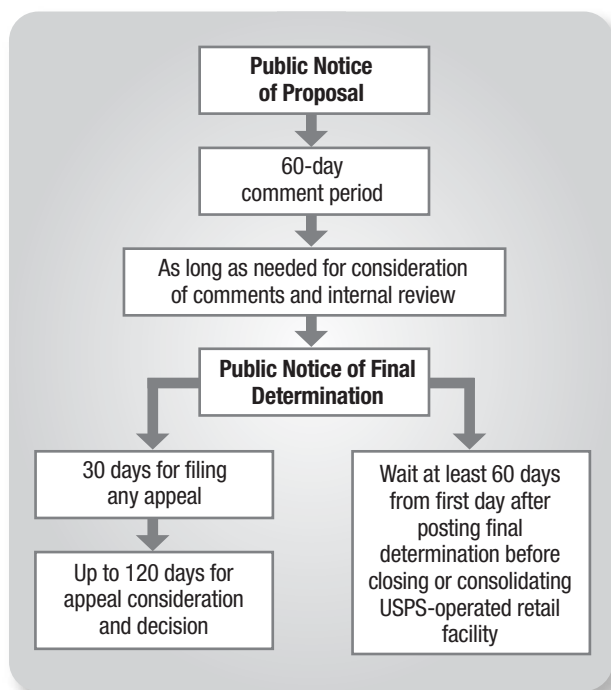 Public Notice
of Proposal
60-day
comment period
As long as needed for consideration
of comments and internal review
Public Notice of Final
Determination
30 days for filing
any appeal
Up to 120 days for
appeal consideration
and decision
Wait at least 60 days
from first day after
posting final
determination before
closing or consolidating
USPS-operated retail
facility